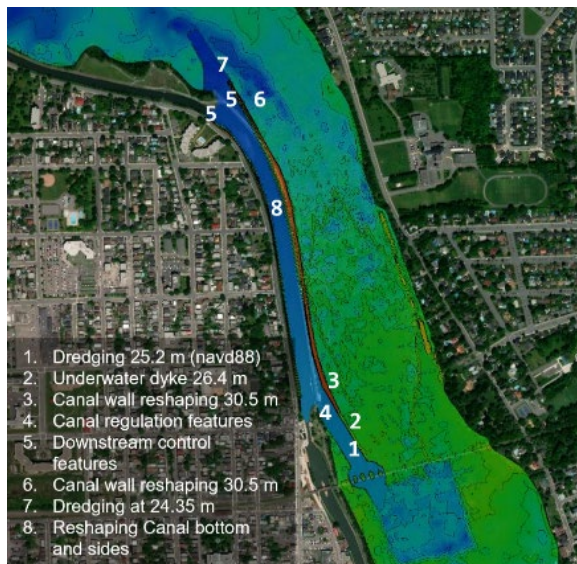 7
5
6
5
8
3
4
2
1
1. Dredging 25.2 m (navd88)
2. Underwater dyke 26.4 m
3. Canal wall reshaping 30.5 m
4. Canal regulation features
5. Downstream control
features
6. Canal wall reshaping 30.5 m
7. Dredging at 24.35 m
8. Reshaping Canal bottom
and sides